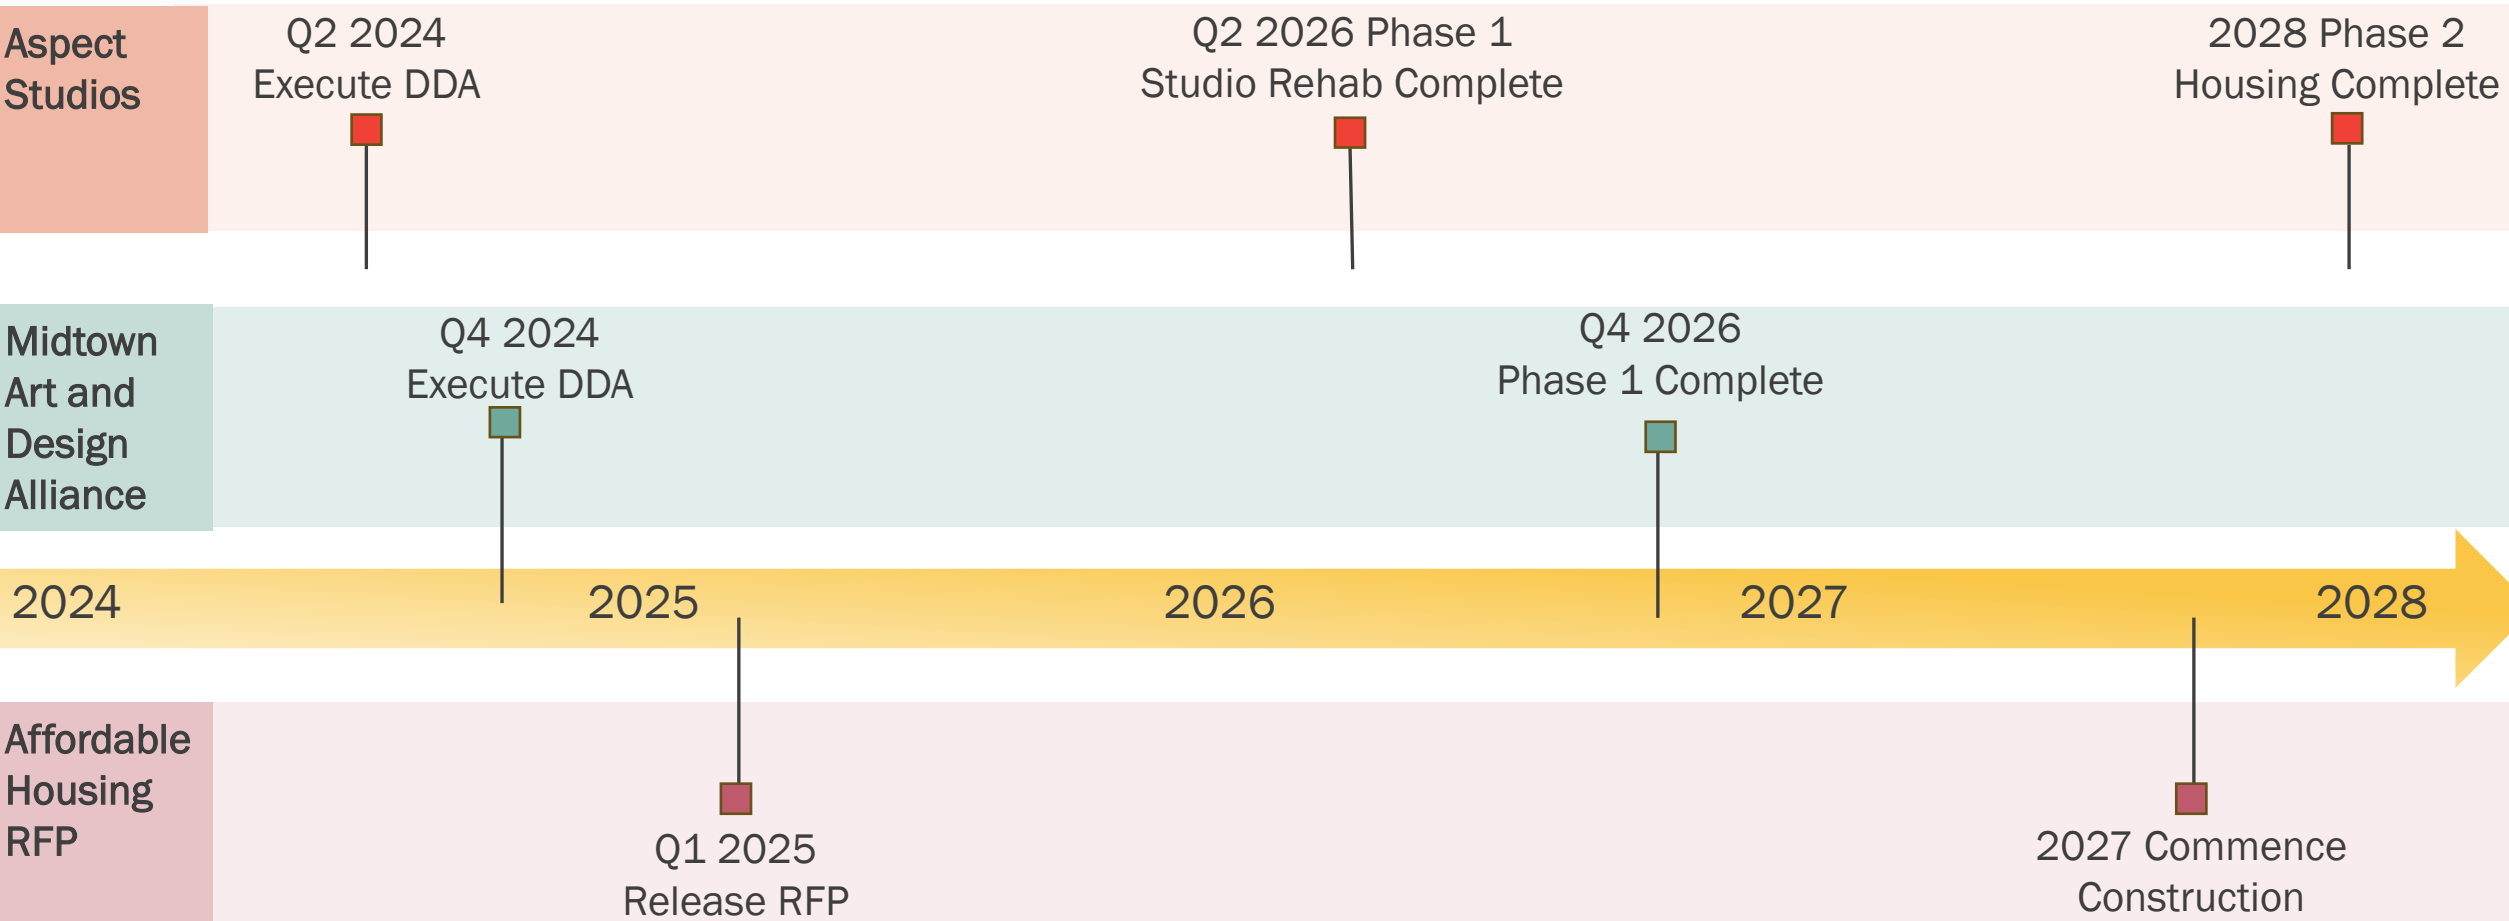 Aspect
Studios
Q2 2024
Execute DDA
Q2 2026 Phase 1
Studio Rehab Complete
2028 Phase 2
Housing Complete
Midtown
Art and
Design
Alliance
Q4 2024
Execute DDA
Q4 2026
Phase 1 Complete
2024
2025
2026
2027
2028
Affordable
Housing
RFP
Q1 2025
Release RFP
2027 Commence
Construction